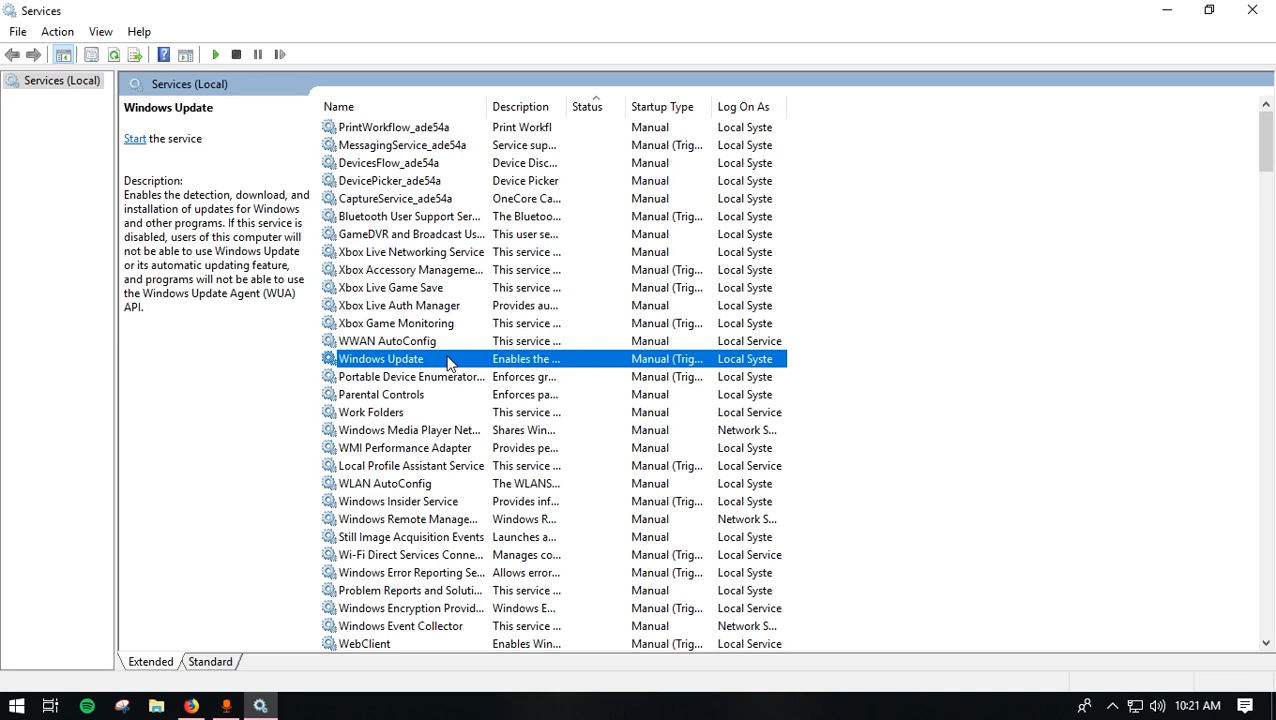 Services
File Action View Help
Services (Local)
Services (Local)
Windows Update
Start the service
Description:
Enables the detection, download, and
installation of updates for Windows
and other programs. If this service is
disabled, users of this computer will
not be able to use Windows Update
or its automatic updating feature,
and programs will not be able to use
the Windows Update Agent (WUA)
API.
Name Description Status Startup Type Log On As
PrintWorkflow_ade54a Print Workfl Manual Local Syste
MessagingService_ade54a Service sup... Manual (Trig... Local Syste
DevicesFlow_ade54a Device Disc... Manual Local Syste
DevicePicker_ade54a Device Picker Manual Local Syste
CaptureService_ade54a OneCore Ca... Manual Local Syste
Bluetooth User Support Ser... The Bluetoo... Manual (Trig... Local Syste
GameDVR and Broadcast Us... This user se... Manual Local Syste
Xbox Live Networking Service This service ... Manual Local Syste
Xbox Accessory Manageme... This service ... Manual (Trig... Local Syste
Xbox Live Game Save This service ... Manual (Trig... Local Syste
Xbox Live Auth Manager Provides au... Manual Local Syste
Xbox Game Monitoring This service ... Manual (Trig... Local Syste
WWAN AutoConfig This service ... Manual Local Service
Windows Update Enables the ... Manual (Trig... Local Syste
Portable Device Enumerator... Enforces gr... Manual (Trig... Local Syste
Parental Controls Enforces pa... Manual Local Syste
Work Folders This service ... Manual Local Service
Windows Media Player Net... Shares Win... Manual Network S...
WMI Performance Adapter Provides pe... Manual Local Syste
Local Profile Assistant Service This service ... Manual (Trig... Local Service
WLAN AutoConfig The WLANS... Manual Local Syste
Windows Insider Service Provides inf... Manual (Trig... Local Syste
Windows Remote Manage... Windows R... Manual Network S...
Still Image Acquisition Events Launches a... Manual Local Syste
Wi-Fi Direct Services Conne... Manages co... Manual (Trig... Local Service
Windows Error Reporting Se... Allows error... Manual (Trig... Local Syste
Problem Reports and Soluti... This service ... Manual Local Syste
Windows Encryption Provid... Windows E... Manual (Trig... Local Service
Windows Event Collector This service ... Manual Network S...
WebClient Enables Win... Manual (Trig... Local Service
Extended Standard
10:21 AM